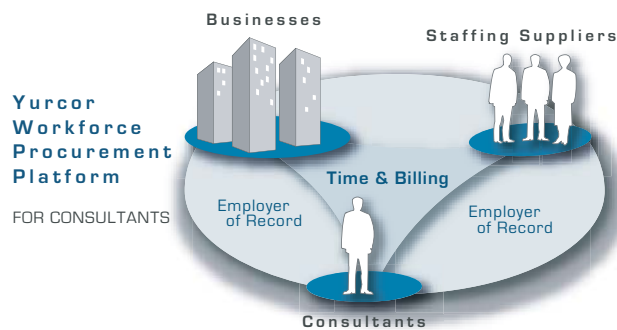 Businesses
Staffing Suppliers
Yurcor
Workforce
Procurement
Platform
FOR CONSULTANTS
Time & Billing
Employer
of Record
Employer
of Record
Consultants